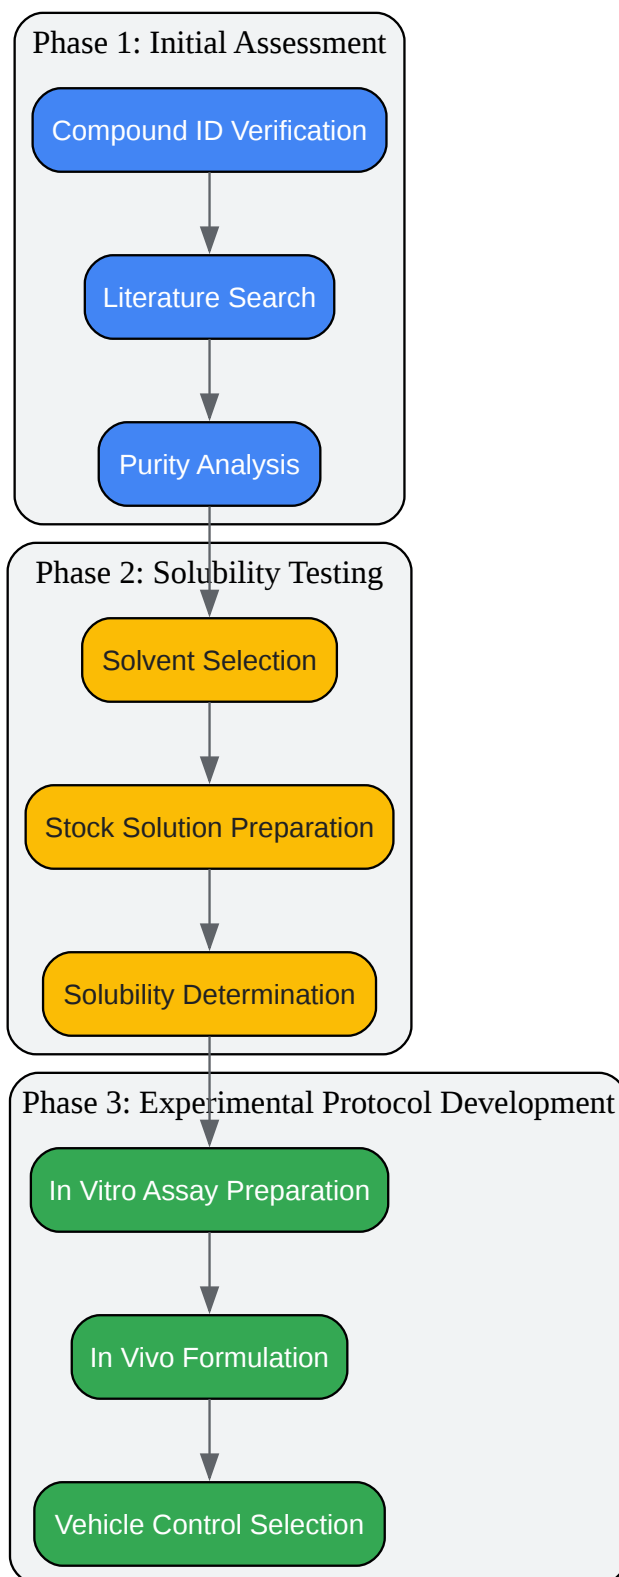 Phase 1: Initial Assessment
Compound ID Verification
Literature Search
Purity Analysis
Phase 2: Solubility Testing
Solvent Selection
Stock Solution Preparation
Solubility Determination
Phase 3: Experimental Protocol Development
In Vitro Assay Preparation
In Vivo Formulation
Vehicle Control Selection